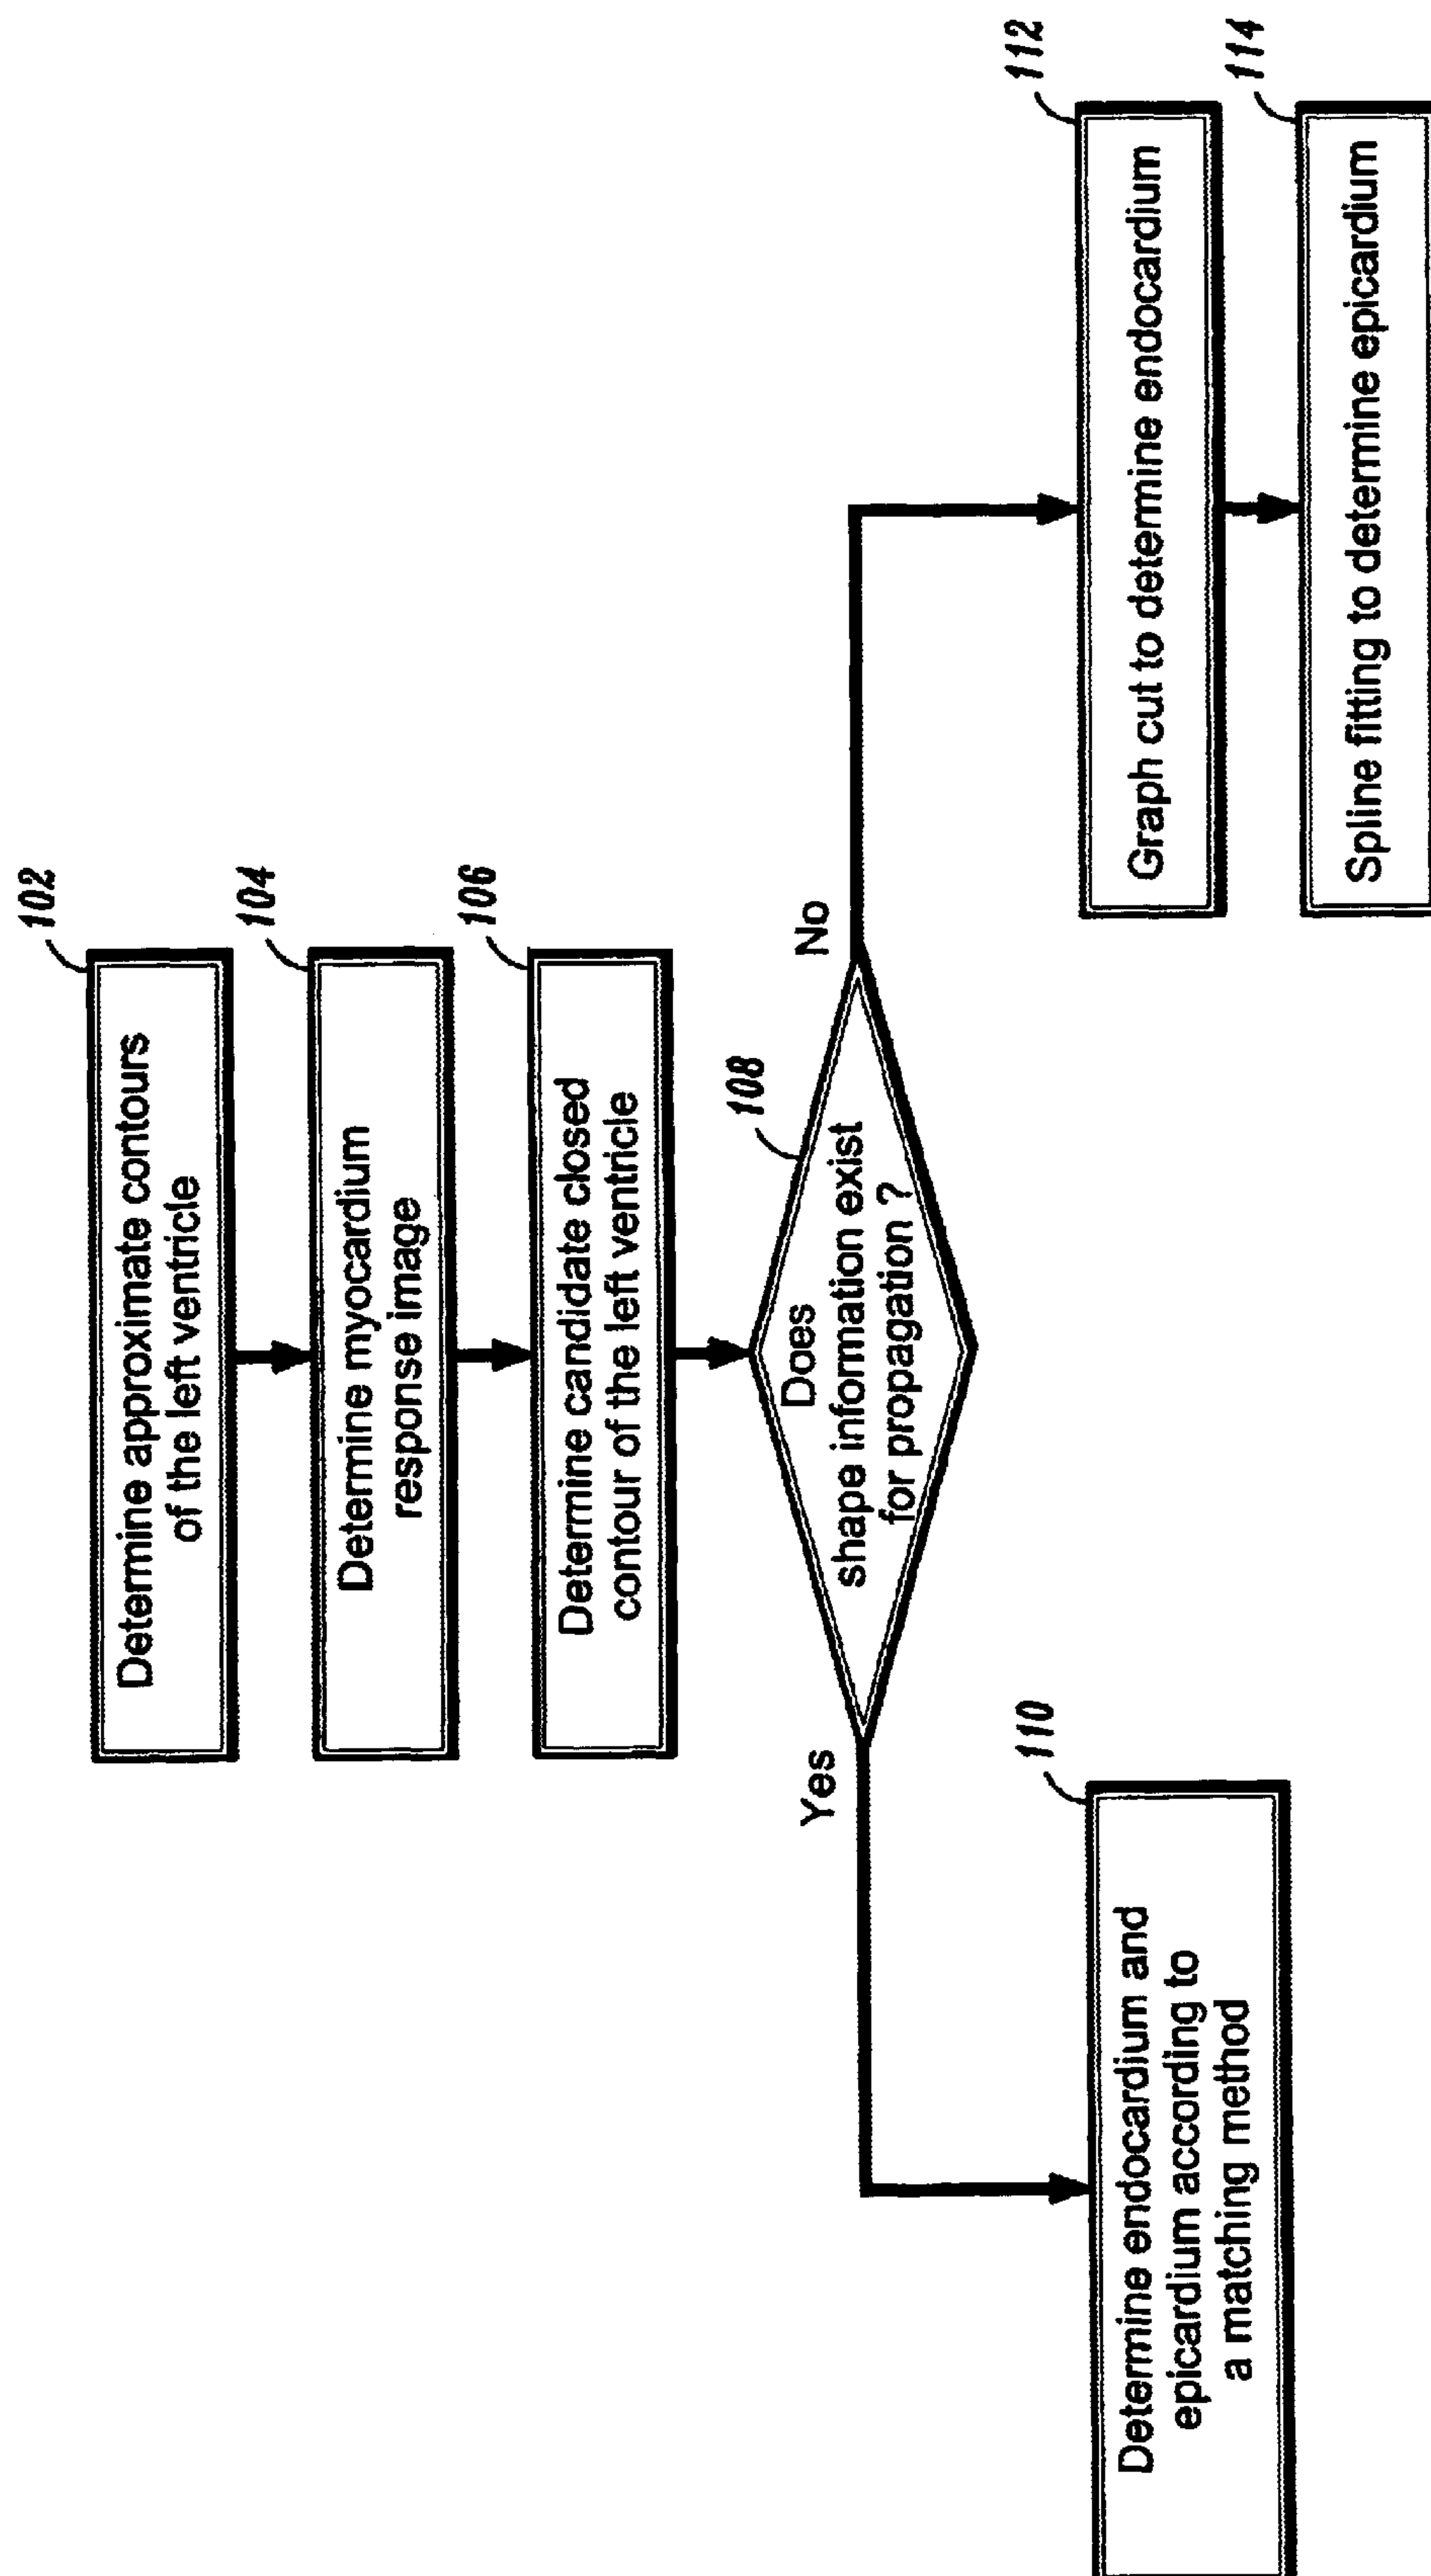 102
Determine approximate contours
of the left ventricle
104
Determine myocardium
response image
106
Determine candidate closed
contour of the left ventricle
108
Does
shape information exist
for propagation ?
Yes
No
110
Determine endocardium and
epicardium according to
a matching method
112
Graph cut to determine endocardium
114
Spline fitting to determine epicardium